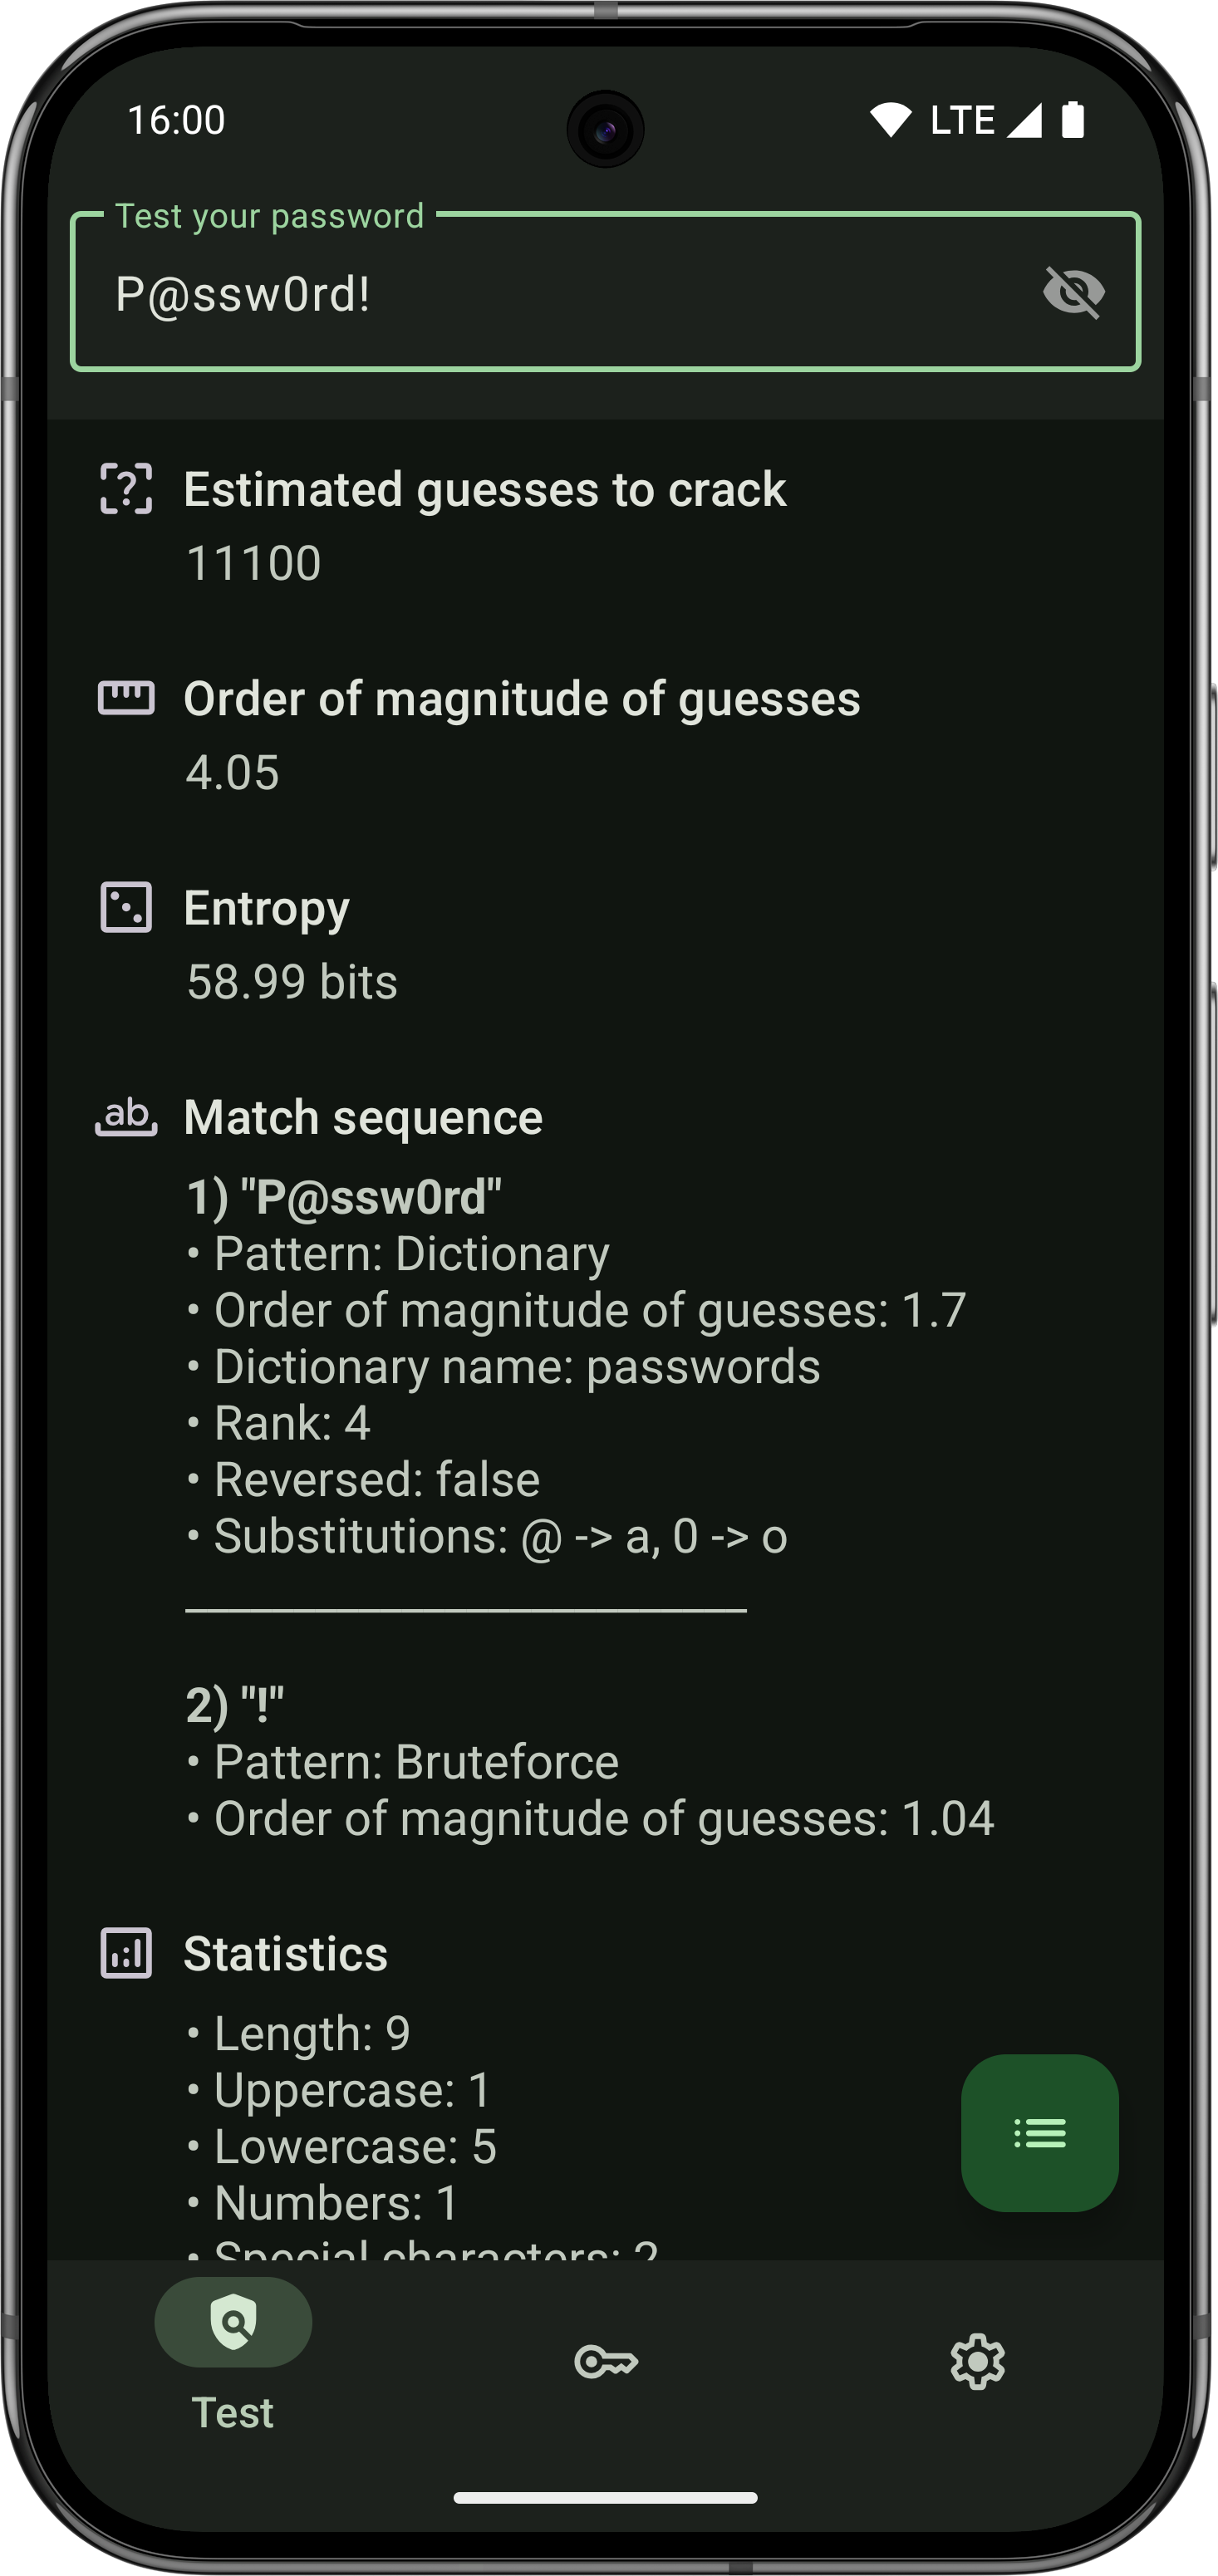 16:00
LTE
Test your password
P@ssw0rd!
Estimated guesses to crack
11100
Order of magnitude of guesses
4.05
Entropy
58.99 bits
Match sequence
1) "P@ssw0rd"
• Pattern: Dictionary
• Order of magnitude of guesses: 1.7
• Dictionary name: passwords
• Rank: 4
• Reversed: false
• Substitutions: @ -> a, 0 -> o
2) "!"
• Pattern: Bruteforce
• Order of magnitude of guesses: 1.04
Statistics
• Length: 9
• Uppercase: 1
• Lowercase: 5
• Numbers: 1
• Special characters: 2
Test